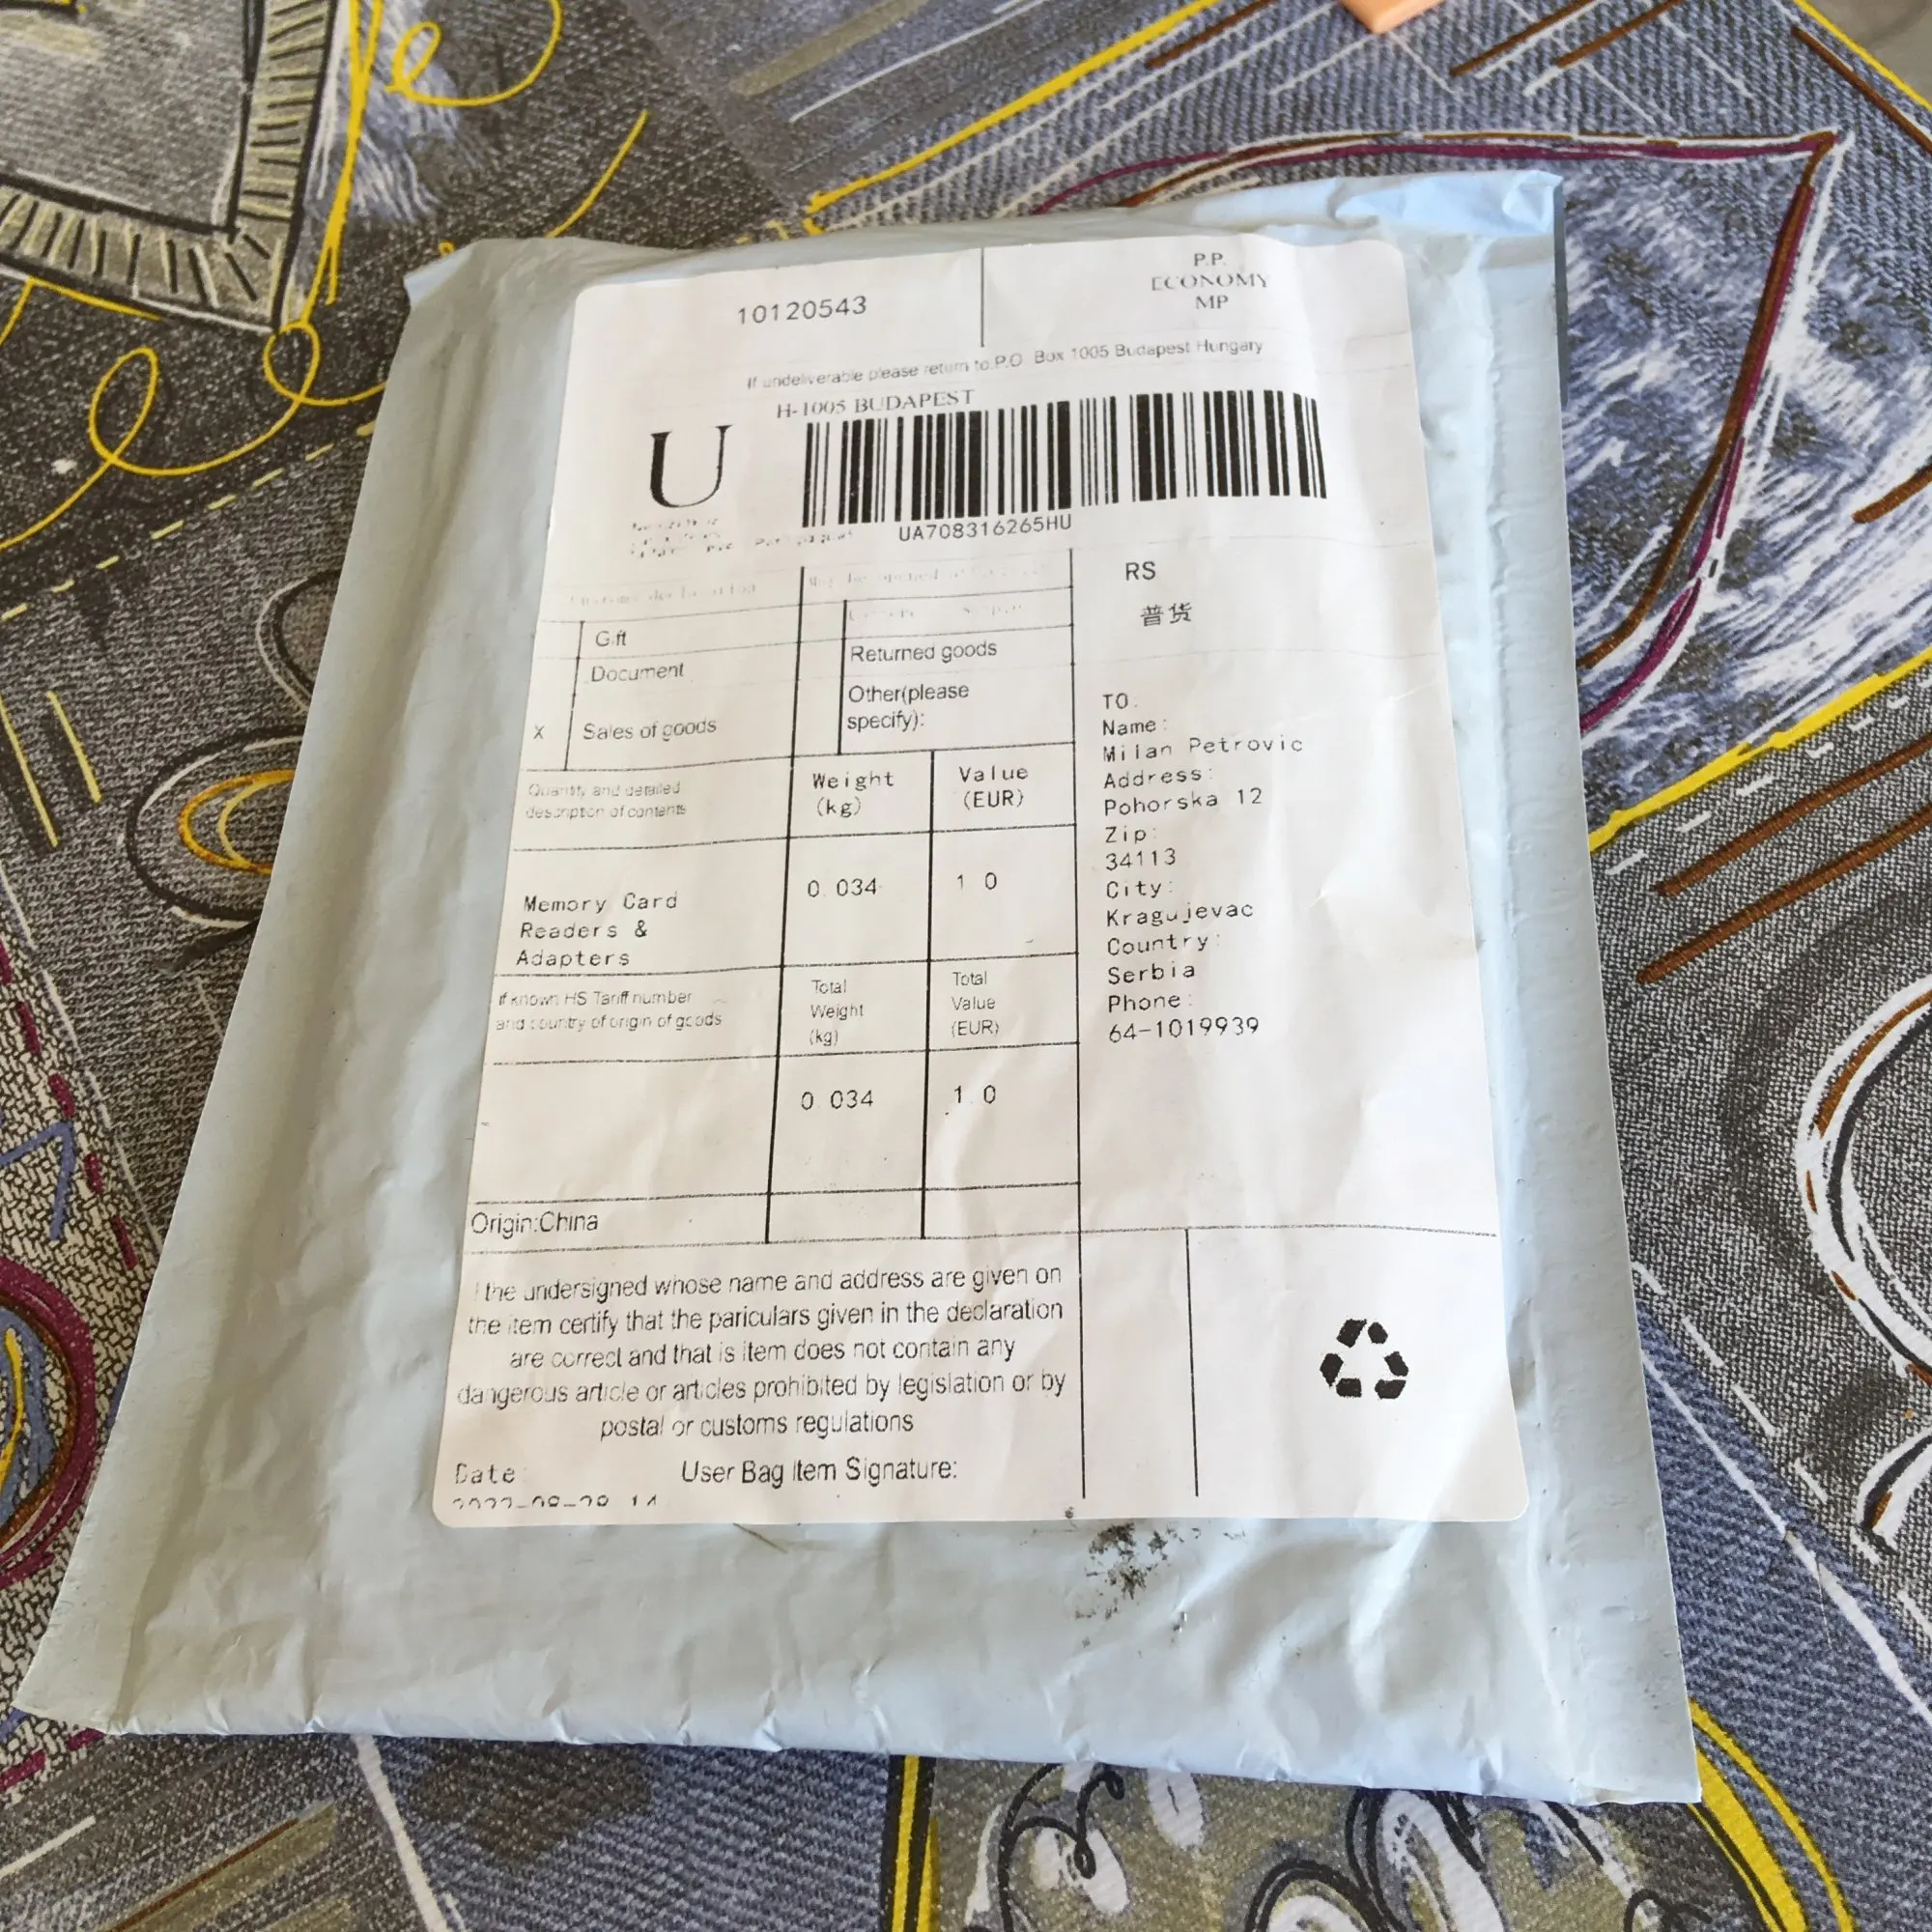 10120543
P.P.
ECONOMY
MP
If undeliverable please return to P.O. Box 1005 Budapest Hungary
H-1005 BUDAPEST
U
UA708316265HU
RS
普货
Gift
Document
Returned goods
X Sales of goods
Other(please
specify):
Quantity and detailed
description of contents
Weight
(kg)
Value
(EUR)
Memory Card
Readers &
Adapters
0.034
1.0
If known HS Tariff number
and country of origin of goods
Total
Weight
(kg)
Total
Value
(EUR)
0.034
1.0
Origin:China
TO:
Name:
Milan Petrovic
Address:
Pohorska 12
Zip:
34113
City:
Kragujevac
Country:
Serbia
Phone:
64-1019939
I the undersigned whose name and address are given on
the item certify that the pariculars given in the declaration
are correct and that is item does not contain any
dangerous article or articles prohibited by legislation or by
postal or customs regulations
Date:
User Bag Item Signature: